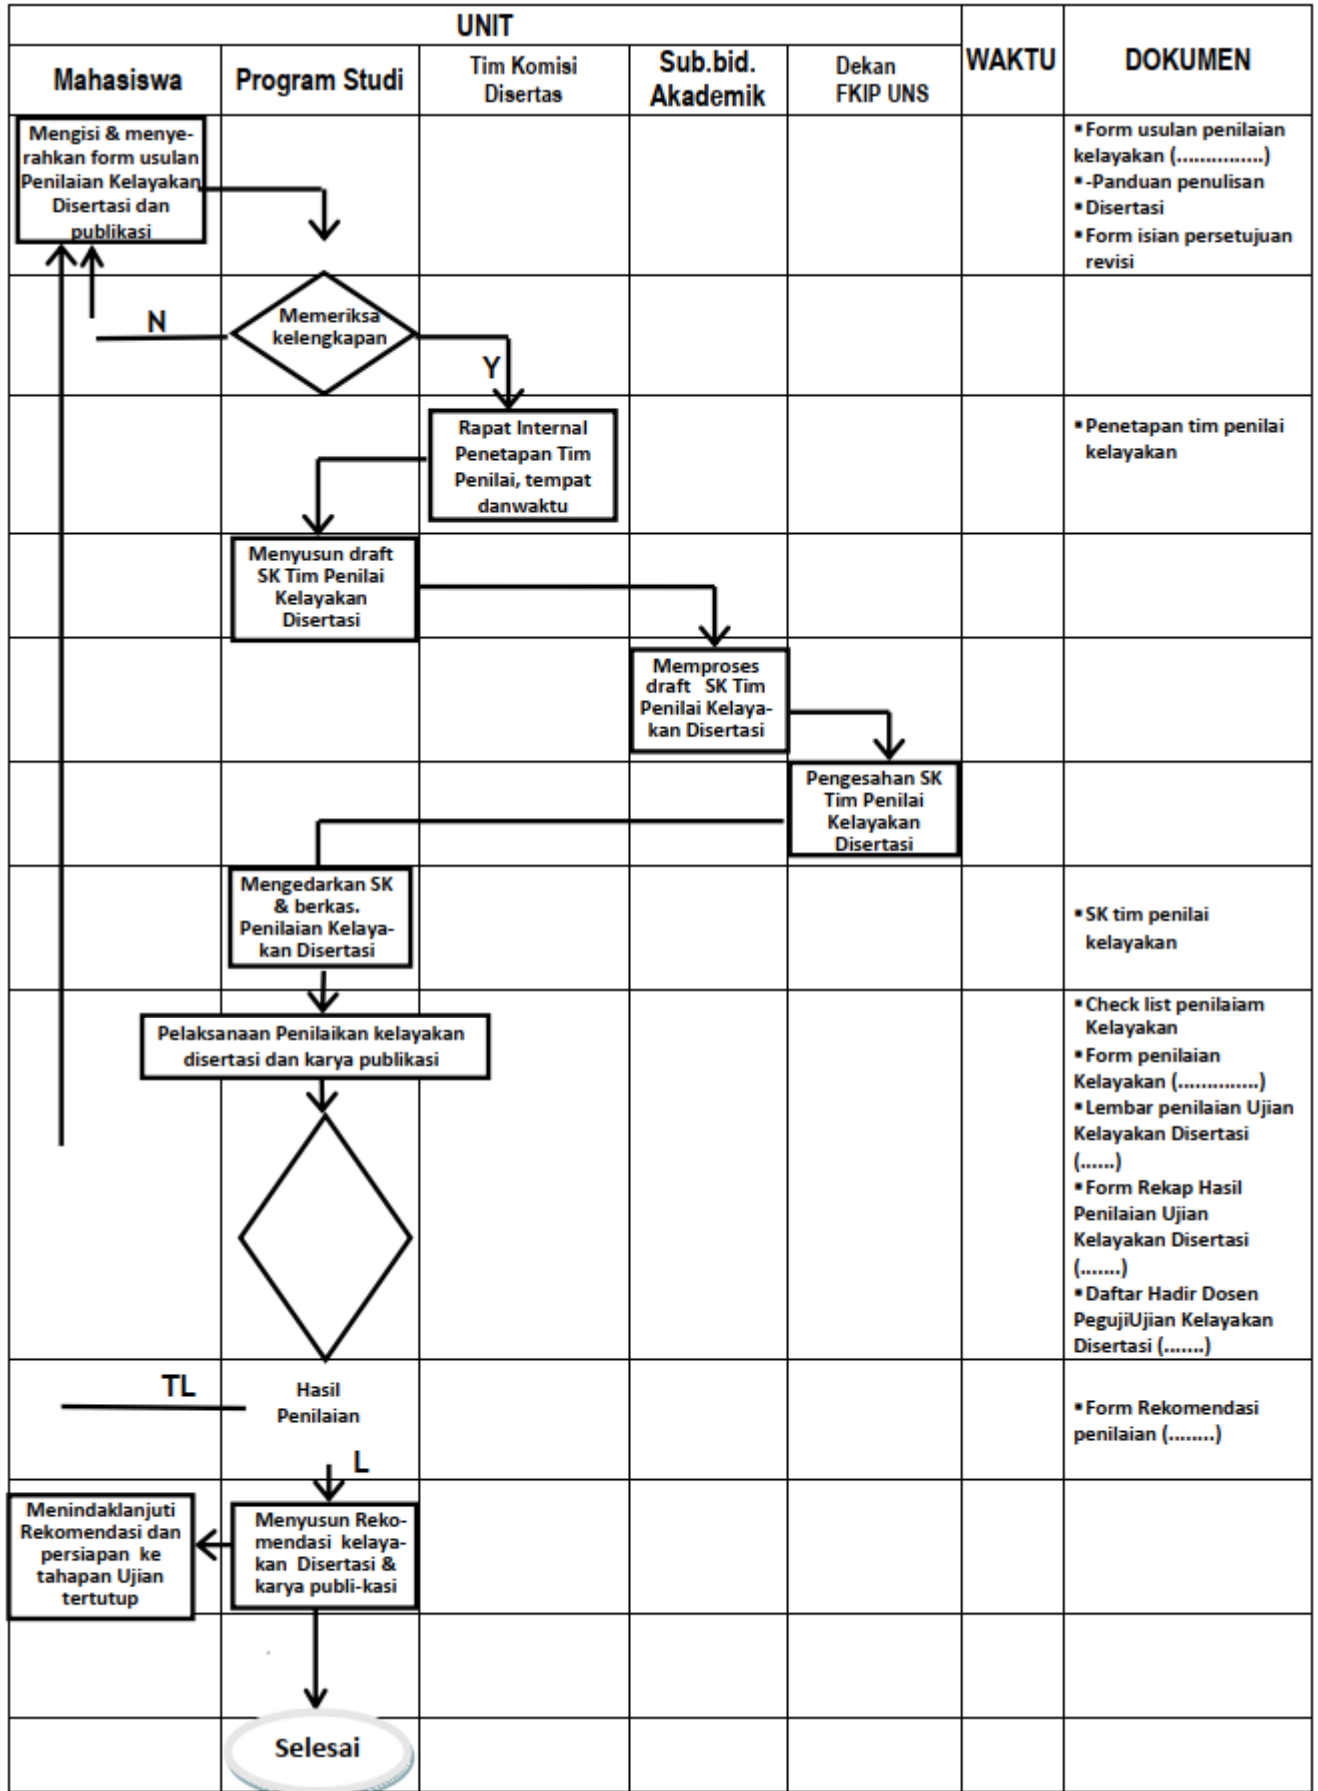 UNIT
Mahasiswa
Program Studi
Tim Komisi
Disertas
Sub.bid.
Akademik
Dekan
FKIP UNS
WAKTU
DOKUMEN
Mengisi & menye-
rahkan form usulan
Penilaian Kelayakan
Disertasi dan
publikasi
▪Form usulan penilaian
kelayakan (...............)
▪-Panduan penulisan
▪Disertasi
▪Form isian persetujuan
revisi
N
Memeriksa
kelengkapan
Y
Rapat Internal
Penetapan Tim
Penilai, tempat
danwaktu
▪Penetapan tim penilai
kelayakan
Menyusun draft
SK Tim Penilai
Kelayakan
Disertasi
Memproses
draft SK Tim
Penilai Kelaya-
kan Disertasi
Pengesahan SK
Tim Penilai
Kelayakan
Disertasi
Mengedarkan SK
& berkas.
Penilaian Kelaya-
kan Disertasi
▪SK tim penilai
kelayakan
Pelaksanaan Penilaikan kelayakan
disertasi dan karya publikasi
▪Check list penilaiam
Kelayakan
▪Form penilaian
Kelayakan (..............)
▪Lembar penilaian Ujian
Kelayakan Disertasi
(......)
▪Form Rekap Hasil
Penilaian Ujian
Kelayakan Disertasi
(.......)
▪Daftar Hadir Dosen
PegujiUjian Kelayakan
Disertasi (.......)
TL
Hasil
Penilaian
L
▪Form Rekomendasi
penilaian (........)
Menindaklanjuti
Rekomendasi dan
persiapan ke
tahapan Ujian
tertutup
Menyusun Reko-
mendasi kelaya-
kan Disertasi &
karya publi-kasi
Selesai